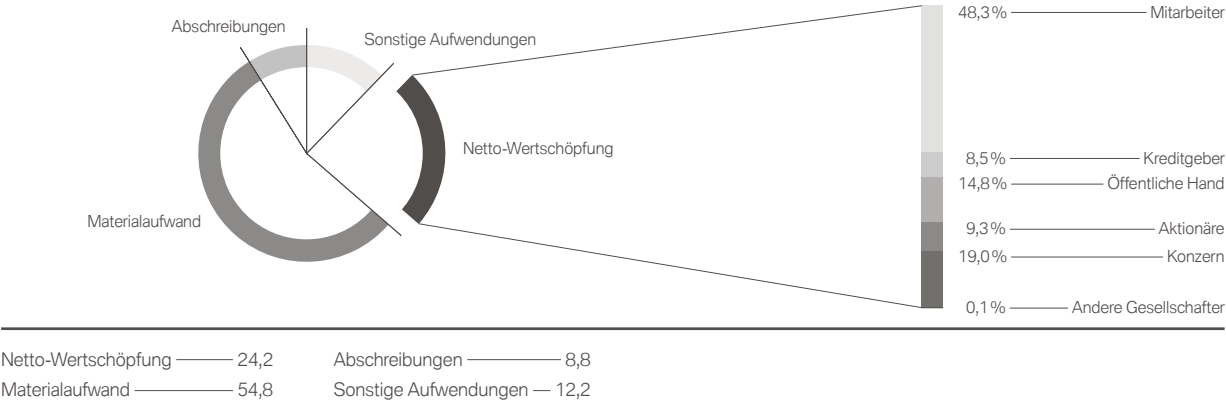 Abschreibungen
Sonstige Aufwendungen
Netto-Wertschöpfung
Materialaufwand
48,3% Mitarbeiter
8,5% Kreditgeber
14,8% Öffentliche Hand
9,3% Aktionäre
19,0% Konzern
0,1% Andere Gesellschafter
Netto-Wertschöpfung 24,2 Abschreibungen 8,8
Materialaufwand 54,8 Sonstige Aufwendungen 12,2